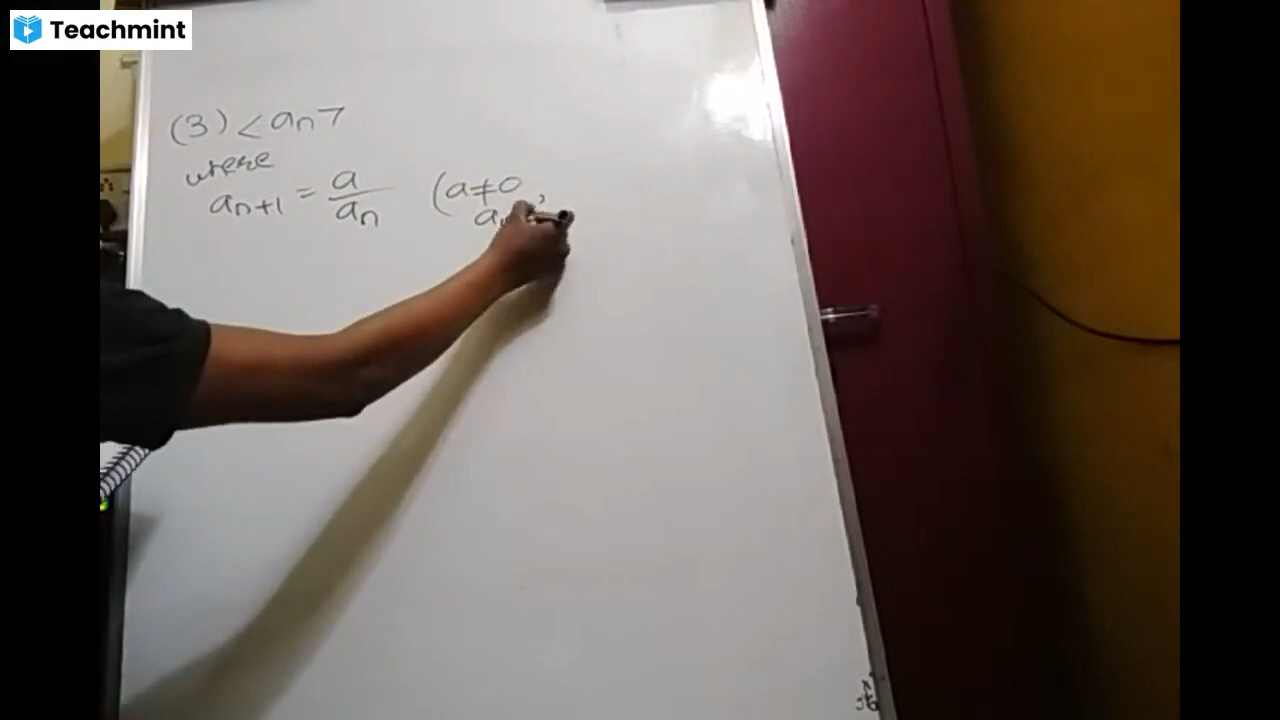 Teachmint
(3) <an>
where
an+1 = a/an (a≠0,
a